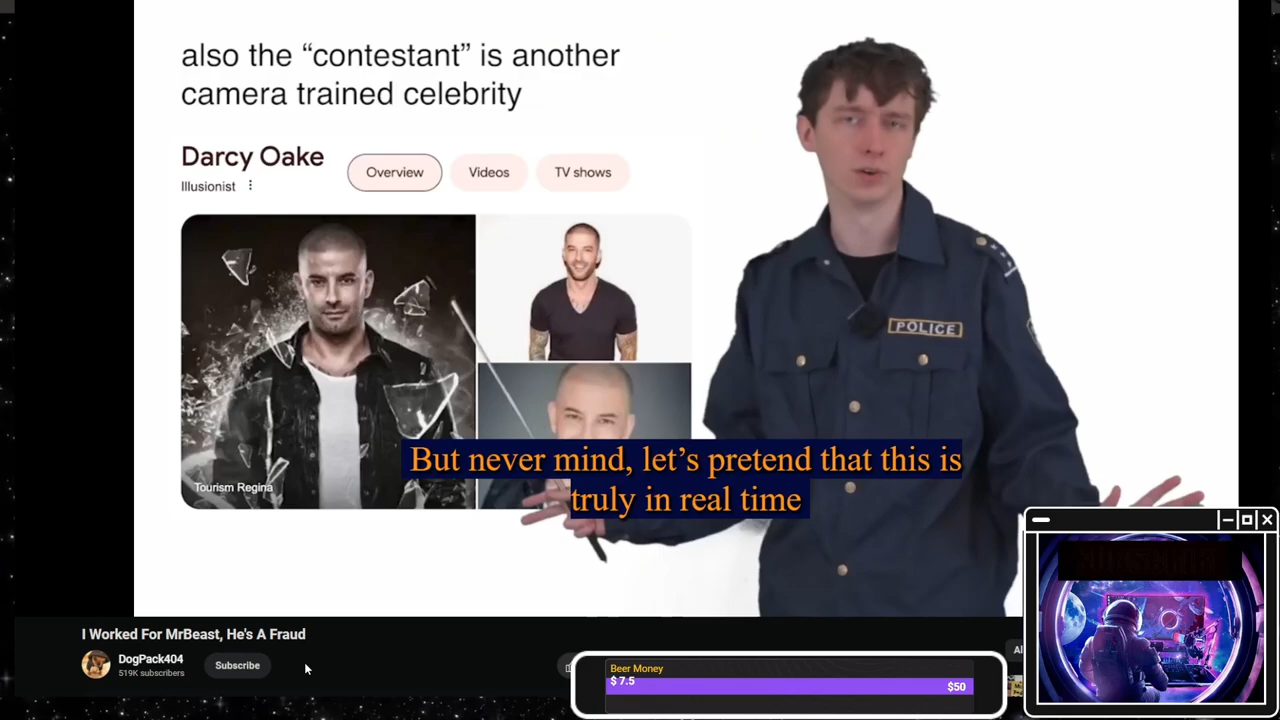 also the “contestant” is another
camera trained celebrity
Darcy Oake
Illusionist
Overview
Videos
TV shows
Tourism Regina
POLICE
But never mind, let’s pretend that this is
truly in real time
I Worked For MrBeast, He's A Fraud
DogPack404
519K subscribers
Subscribe
Al
Beer Money
$ 7.5
$50